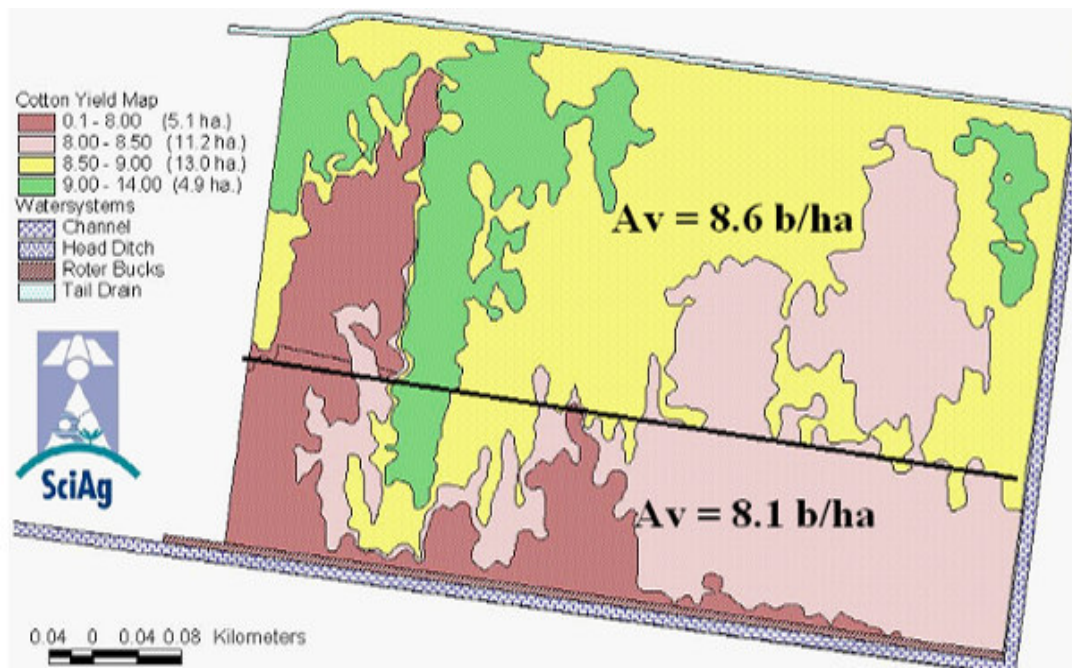 Cotton Yield Map
0.1 - 8.00 (5.1 ha.)
8.00 - 8.50 (11.2 ha.)
8.50 - 9.00 (13.0 ha.)
9.00 - 14.00 (4.9 ha.)
Watersystems
Channel
Head Ditch
Roter Bucks
Tail Drain
Av = 8.6 b/ha
SciAg
Av = 8.1 b/ha
0.04 0 0.04 0.08 Kilometers